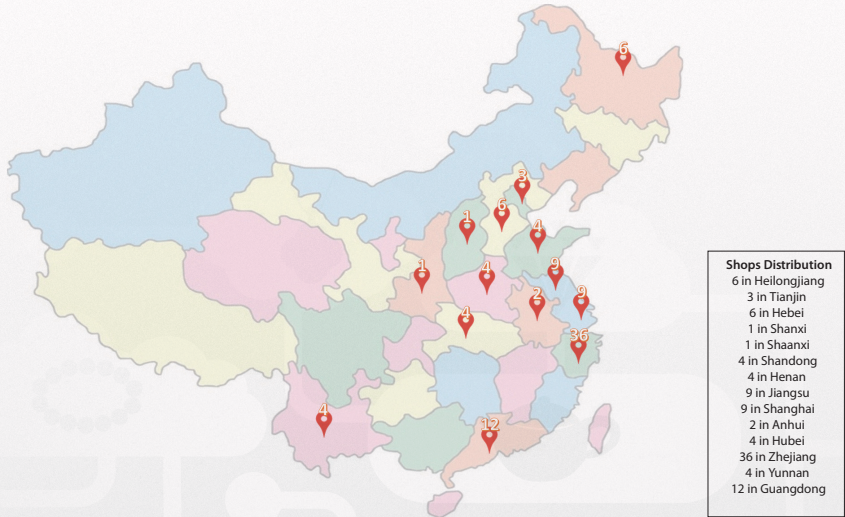 6
3
6
1
4
1
4
9
2
9
4
36
4
12
Shops Distribution
6 in Heilongjiang
3 in Tianjin
6 in Hebei
1 in Shanxi
1 in Shaanxi
4 in Shandong
4 in Henan
9 in Jiangsu
9 in Shanghai
2 in Anhui
4 in Hubei
36 in Zhejiang
4 in Yunnan
12 in Guangdong